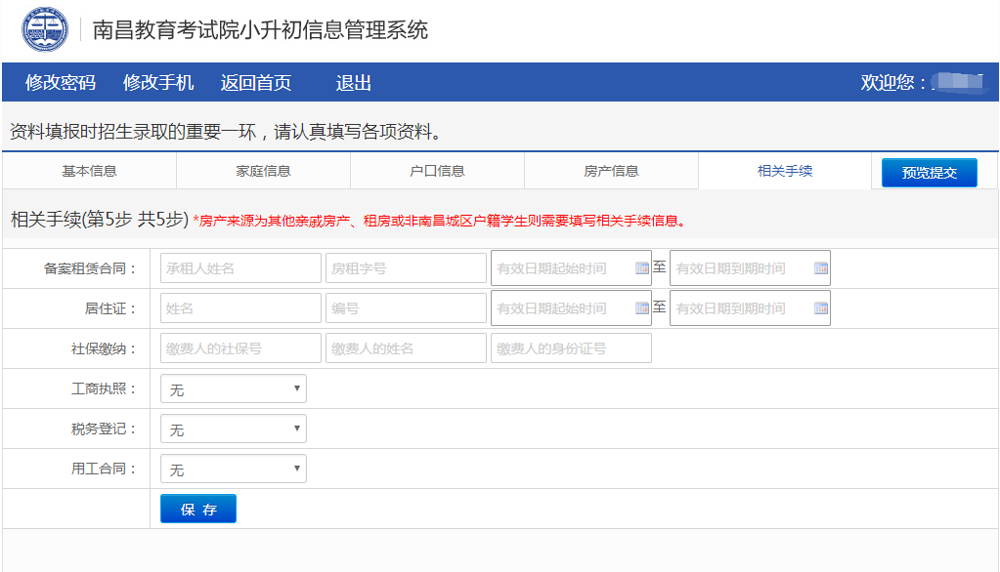 南昌教育考试院小升初信息管理系统
修改密码 修改手机 返回首页 退出 欢迎您：
资料填报时招生录取的重要一环，请认真填写各项资料。
基本信息 家庭信息 户口信息 房产信息 相关手续 预览提交
相关手续(第5步 共5步) *房产来源为其他亲戚房产、租房或非南昌城区户籍学生则需要填写相关手续信息。
备案租赁合同： 承租人姓名 房租字号 有效日期起始时间 至 有效日期到期时间
居住证： 姓名 编号 有效日期起始时间 至 有效日期到期时间
社保缴纳： 缴费人的社保号 缴费人的姓名 缴费人的身份证号
工商执照： 无
税务登记： 无
用工合同： 无
保 存